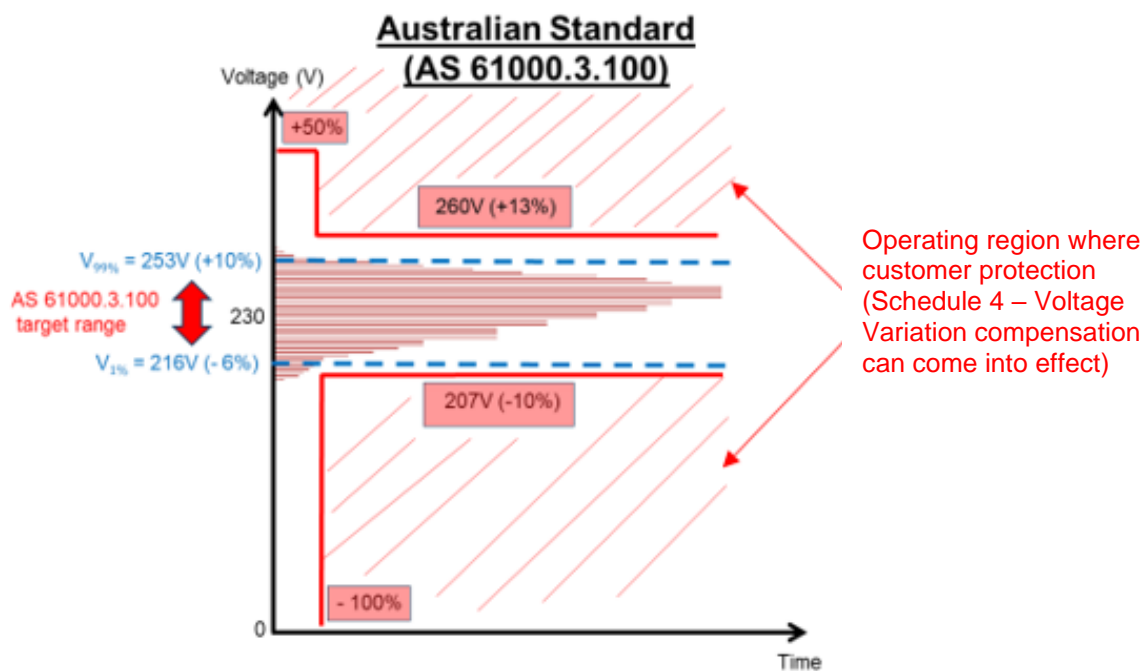 Australian Standard
(AS 61000.3.100)
Voltage (V)
+50%
260V (+13%)
V99% = 253V (+10%)
AS 61000.3.100
target range
230
V1% = 216V (- 6%)
207V (-10%)
- 100%
0
Time
Operating region where
customer protection
(Schedule 4 – Voltage
Variation compensation
can come into effect)